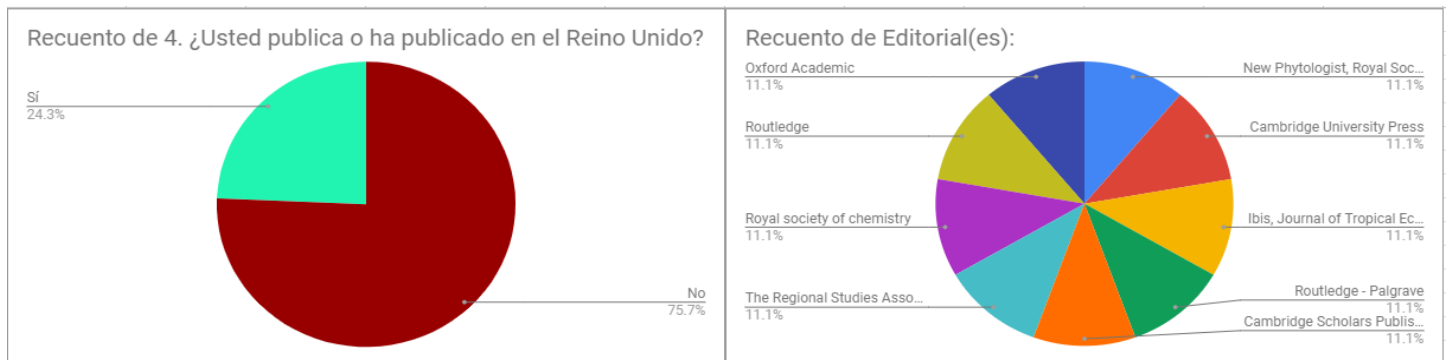 Recuento de 4. ¿Usted publica o ha publicado en el Reino Unido?
Sí
24.3%
No
75.7%
Recuento de Editorial(es):
Oxford Academic
11.1%
Routledge
11.1%
Royal society of chemistry
11.1%
The Regional Studies Asso...
11.1%
New Phytologist, Royal Soc...
11.1%
Cambridge University Press
11.1%
Ibis, Journal of Tropical Ec...
11.1%
Routledge - Palgrave
11.1%
Cambridge Scholars Publis...
11.1%